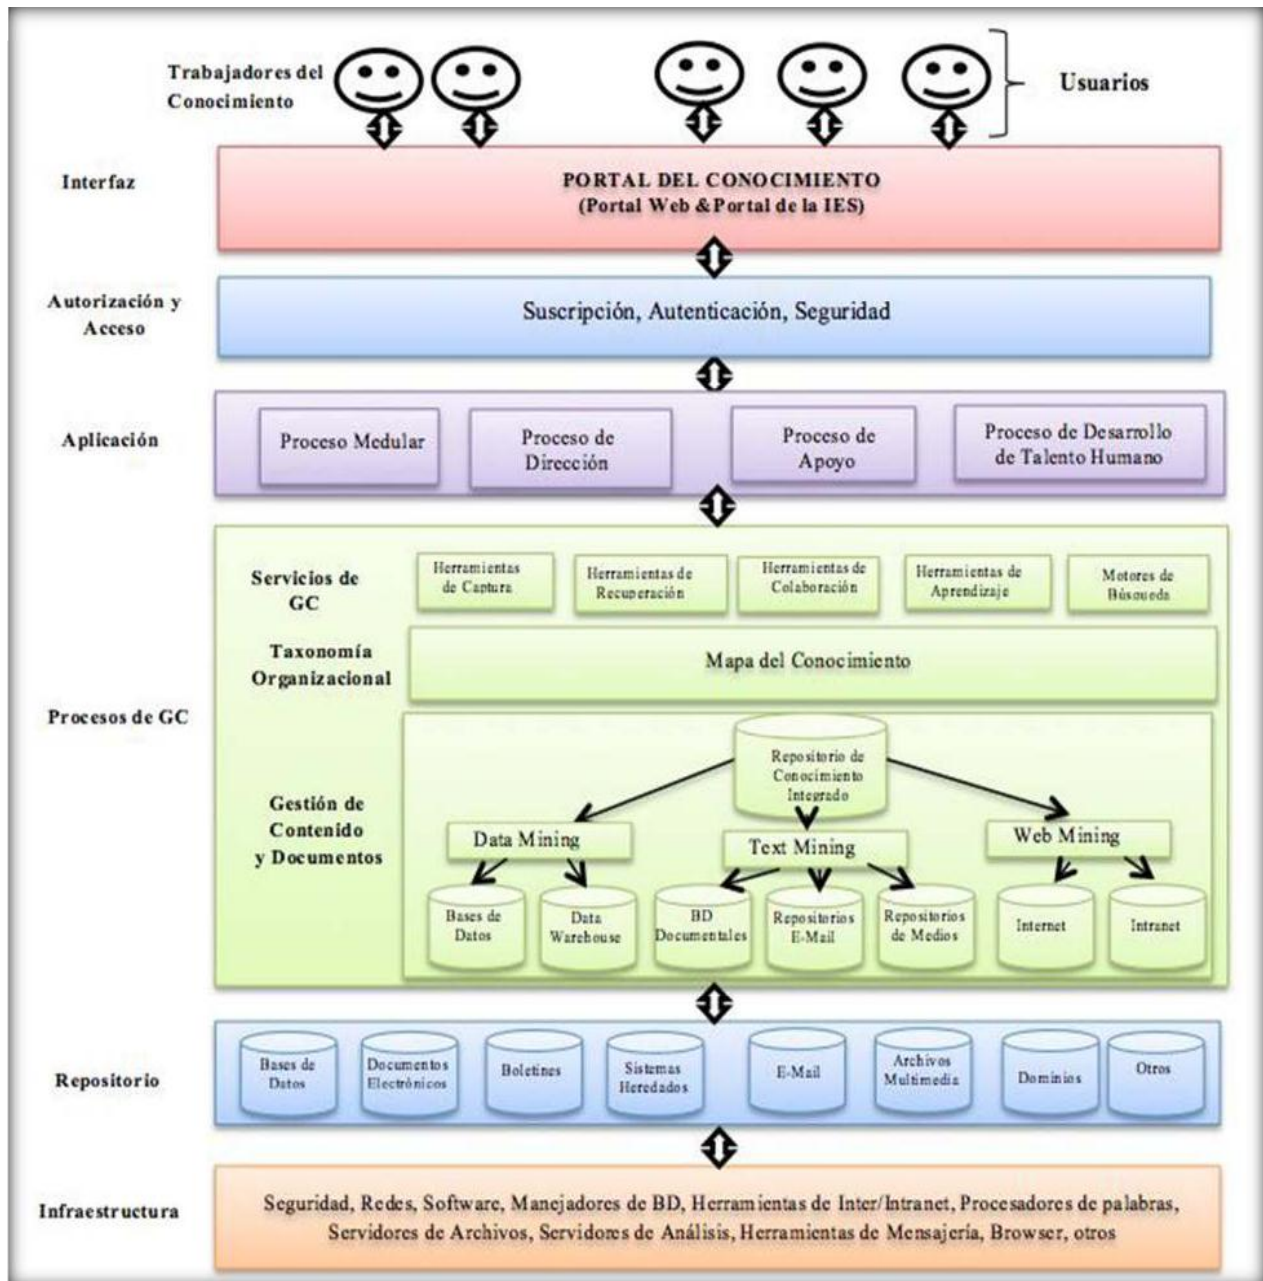 Trabajadores del
Conocimiento
Usuarios
Interfaz
PORTAL DEL CONOCIMIENTO
(Portal Web & Portal de la IES)
Autorización y
Acceso
Suscripción, Autenticación, Seguridad
Aplicación
Proceso Medular
Proceso de
Dirección
Proceso de
Apoyo
Proceso de Desarrollo
de Talento Humano
Procesos de GC
Servicios de
GC
Herramientas
de Captura
Herramientas de
Recuperación
Herramientas de
Colaboración
Herramientas de
Aprendizaje
Motores de
Búsqueda
Taxonomía
Organizacional
Mapa del Conocimiento
Gestión de
Contenido
y Documentos
Repositorio de
Conocimiento
Integrado
Data Mining
Text Mining
Web Mining
Bases de
Datos
Data
Warehouse
BD
Documentales
Repositorios
E-Mail
Repositorios
de Medios
Internet
Intranet
Repositorio
Bases de
Datos
Documentos
Electrónicos
Boletines
Sistemas
Heredados
E-Mail
Archivos
Multimedia
Dominios
Otros
Infraestructura
Seguridad, Redes, Software, Manejadores de BD, Herramientas de Inter/Intranet, Procesadores de palabras,
Servidores de Archivos, Servidores de Análisis, Herramientas de Mensajería, Browser, otros